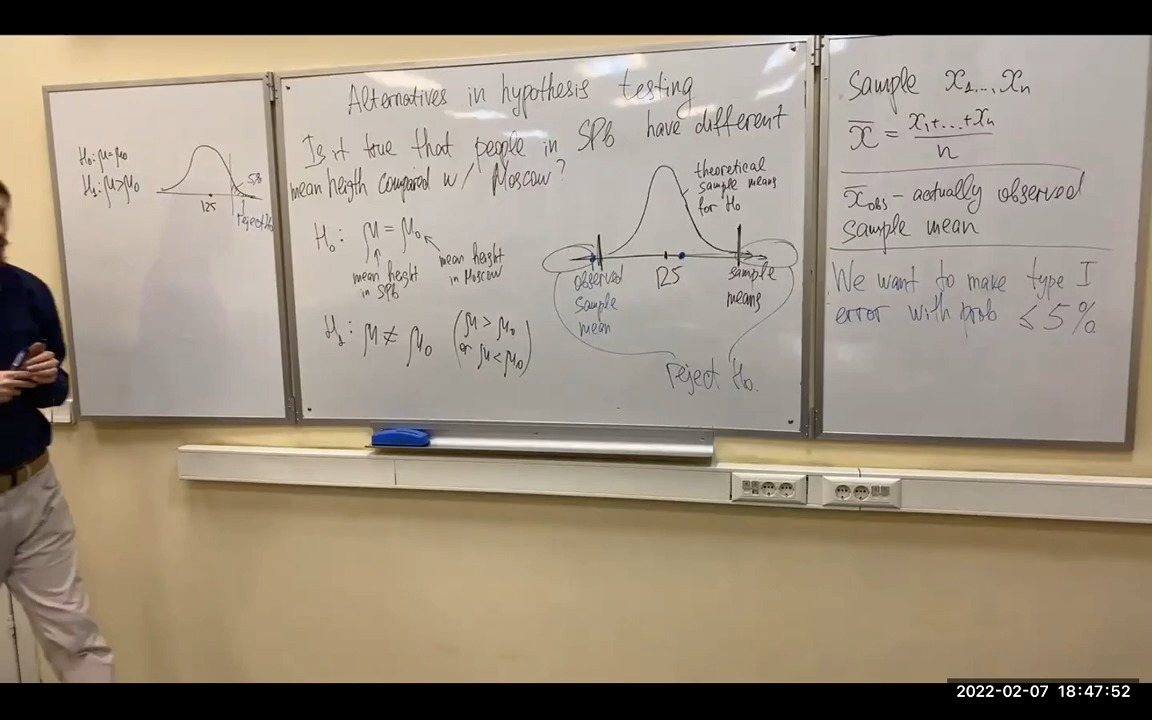 H₀: μ=μ₀
H₁: μ>μ₀
5%
125
reject H₀
Alternatives in hypothesis testing
Is it true that people in SPb have different
mean heigth compared w/ Moscow?
H₀: μ = μ₀
mean height
in SPb
mean height
in Moscow
H₁: μ ≠ μ₀ (μ > μ₀
or μ < μ₀)
theoretical
sample means
for H₀
observed
sample
mean
125
sample
means
reject H₀.
Sample x₁,...,xₙ
x̄ = x₁+...+xₙ
n
x̄obs - actually observed
sample mean
We want to make type I
error with prob ≤ 5%
2022-02-07 18:47:52